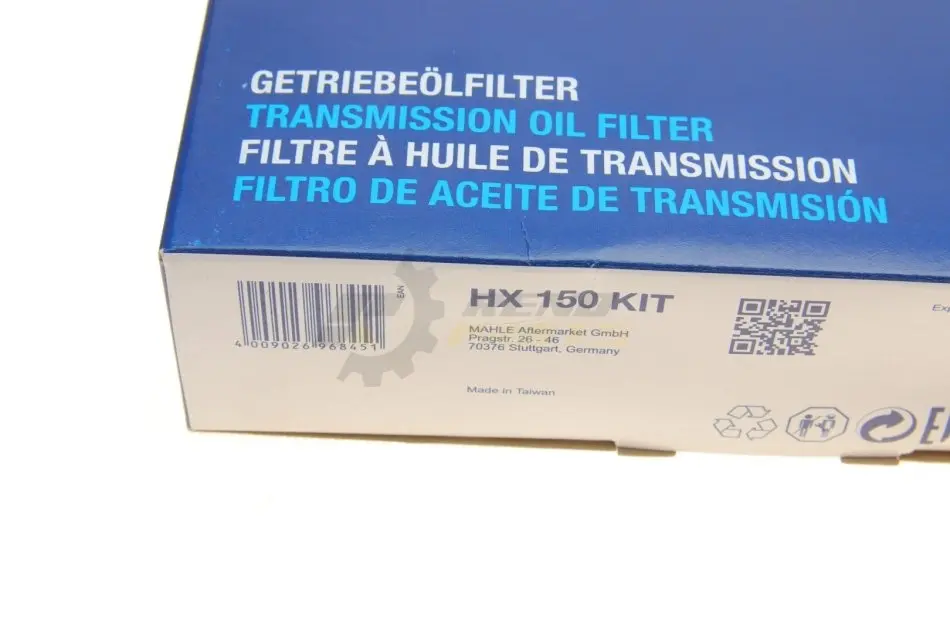 GETRIEBEÖLFILTER
TRANSMISSION OIL FILTER
FILTRE À HUILE DE TRANSMISSION
FILTRO DE ACEITE DE TRANSMISIÓN
EAN
4 009026 968451
HX 150 KIT
MAHLE Aftermarket GmbH
Pragstr. 26 - 46
70376 Stuttgart, Germany
Made in Taiwan